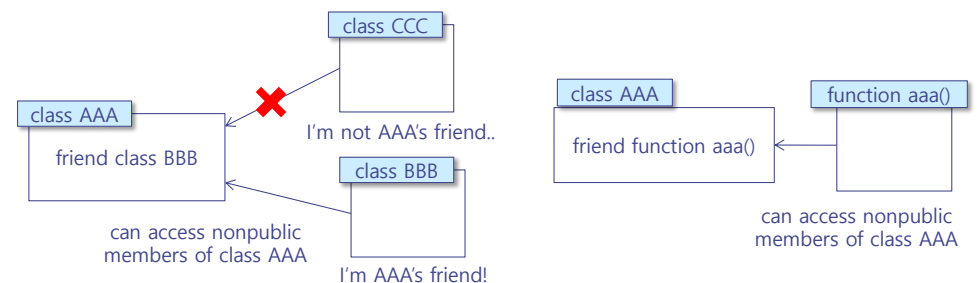 class CCC
I'm not AAA's friend..
class AAA
friend class BBB
class BBB
can access nonpublic
members of class AAA
I'm AAA's friend!
class AAA
friend function aaa()
function aaa()
can access nonpublic
members of class AAA